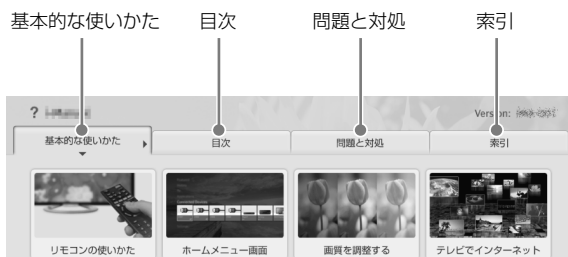 基本的な使いかた 目次 問題と対処 索引
?
Version:
基本的な使いかた 目次 問題と対処 索引
リモコンの使いかた ホームメニュー画面 画質を調整する テレビでインターネット